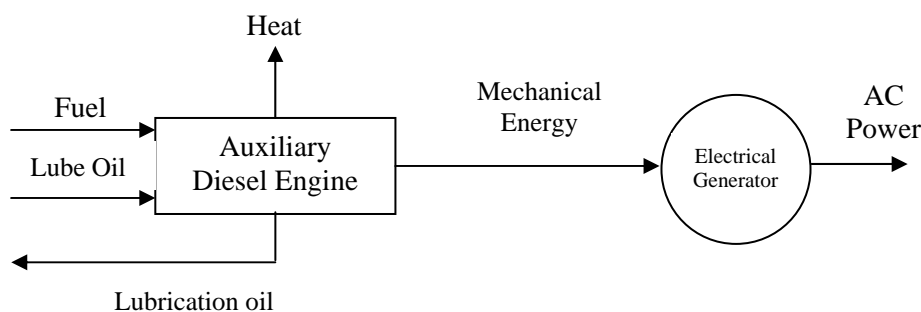 Heat
Fuel
Lube Oil
Auxiliary
Diesel Engine
Mechanical
Energy
Electrical
Generator
AC
Power
Lubrication oil